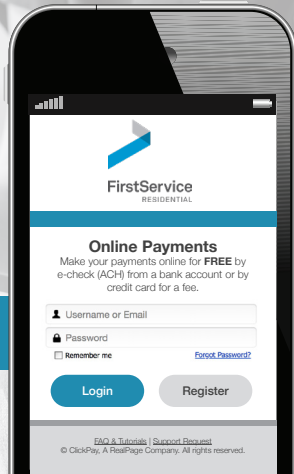 FirstService
RESIDENTIAL
Online Payments
Make your payments online for FREE by
e-check (ACH) from a bank account or by
credit card for a fee.
Username or Email
Password
Remember me
Forgot Password?
Login
Register
FAQ & Tutorials | Support Request
© ClickPay, A RealPage Company. All rights reserved.